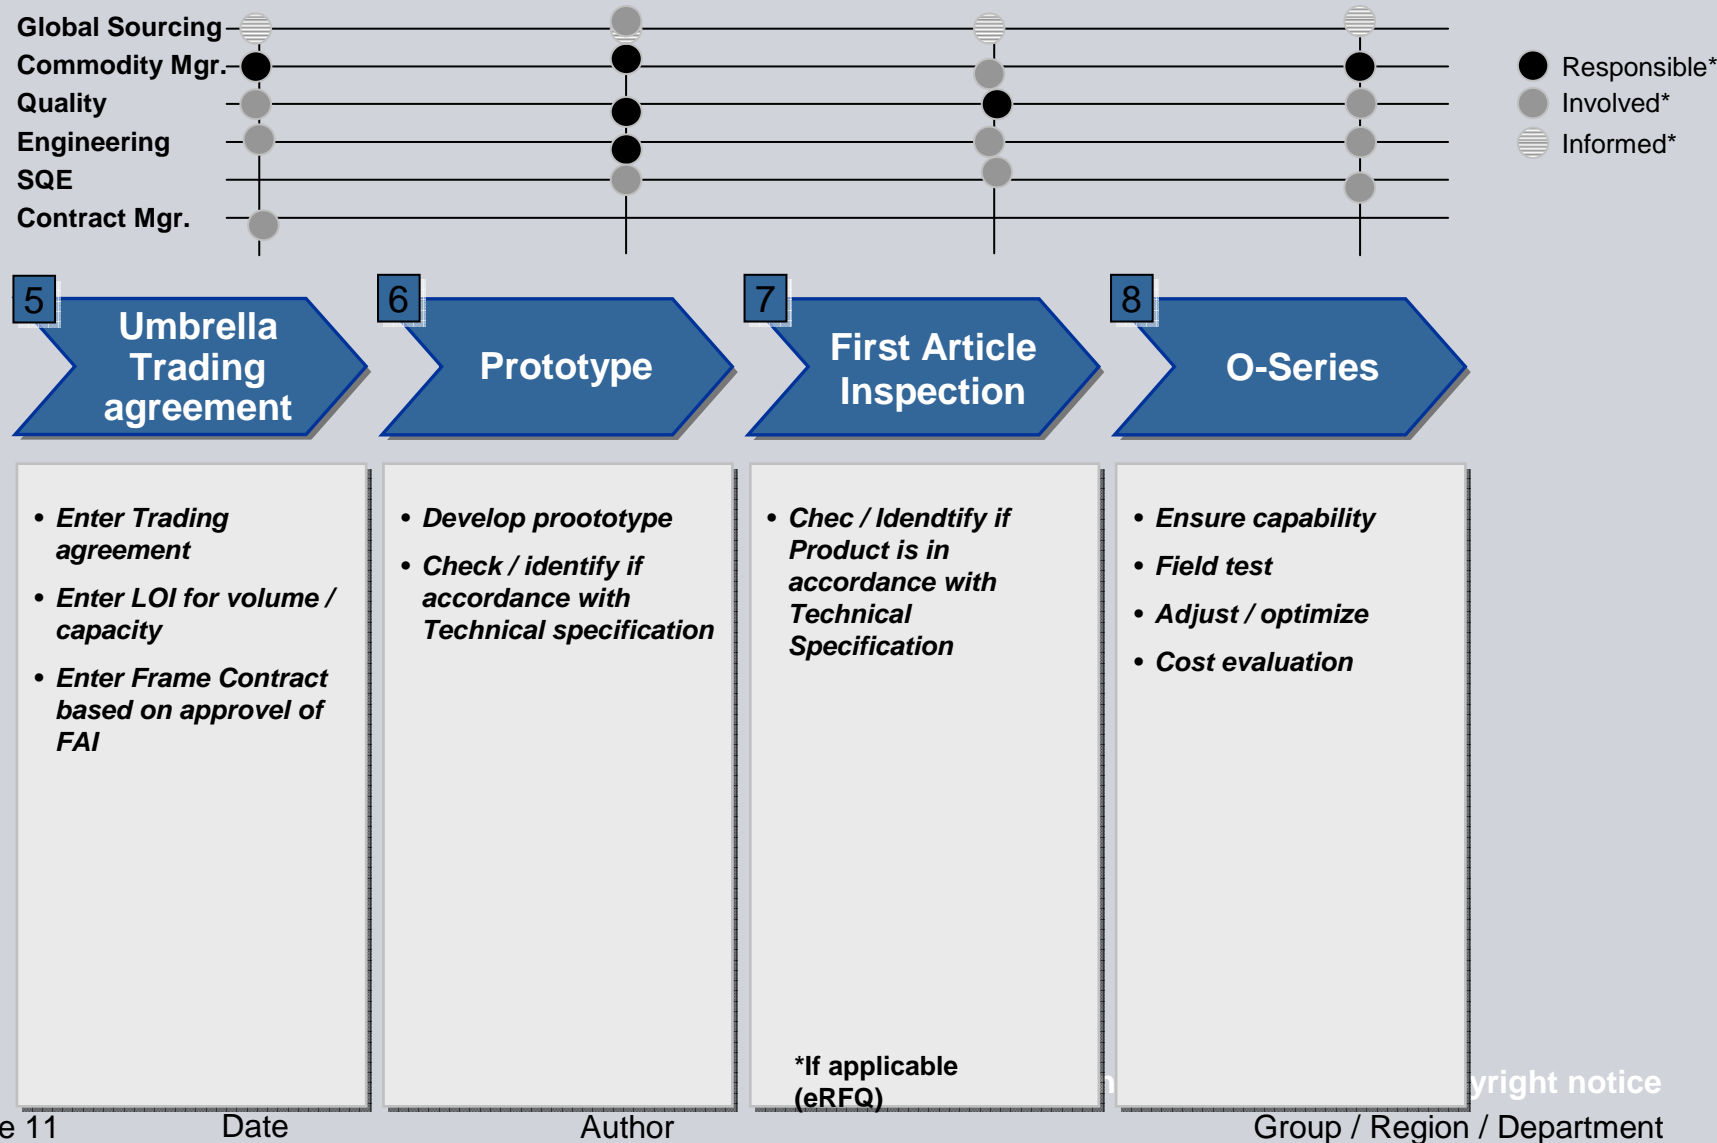 Global Sourcing
Commodity Mgr.
Quality
Engineering
SQE
Contract Mgr.
Responsible*
Involved*
Informed*
5
Umbrella
Trading
agreement
6
Prototype
7
First Article
Inspection
8
O-Series
• Enter Trading
agreement
• Enter LOI for volume /
capacity
• Enter Frame Contract
based on approvel of
FAI
• Develop proototype
• Check / identify if
accordance with
Technical specification
• Chec / Idendtify if
Product is in
accordance with
Technical
Specification
*If applicable
(eRFQ)
• Ensure capability
• Field test
• Adjust / optimize
• Cost evaluation
yright notice
e 11
Date
Author
Group / Region / Department